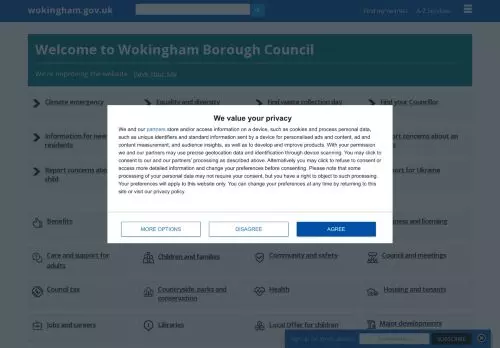 wokingham.gov.uk
Find my nearest A-Z Services
Welcome to Wokingham Borough Council
We're improving the website
Climate emergency
Equality and diversity
Find waste collection day
Find your Councillor
Information for new
residents
concerns about an
Report concerns about
child
port for Ukraine
We value your privacy
We and our partners store and/or access information on a device, such as cookies and process personal data,
such as unique identifiers and standard information sent by a device for personalised ads and content, ad and
content measurement, and audience insights, as well as to develop and improve products. With your permission
we and our partners may use precise geolocation data and identification through device scanning. You may click to
consent to our and our partners' processing as described above. Alternatively you may click to refuse to consent or
access more detailed information and change your preferences before consenting. Please note that some
processing of your personal data may not require your consent, but you have a right to object to such processing.
Your preferences will apply to this website only. You can change your preferences at any time by returning to
this site or visit our privacy policy.
MORE OPTIONS
DISAGREE
AGREE
Benefits
and licensing
Care and support for
adults
Children and families
Community and safety
Council and meetings
Council tax
Countryside, parks and
conservation
Health
Housing and tenants
Jobs and careers
Libraries
Local Offer for children
Major developments
SUBSCRIBE